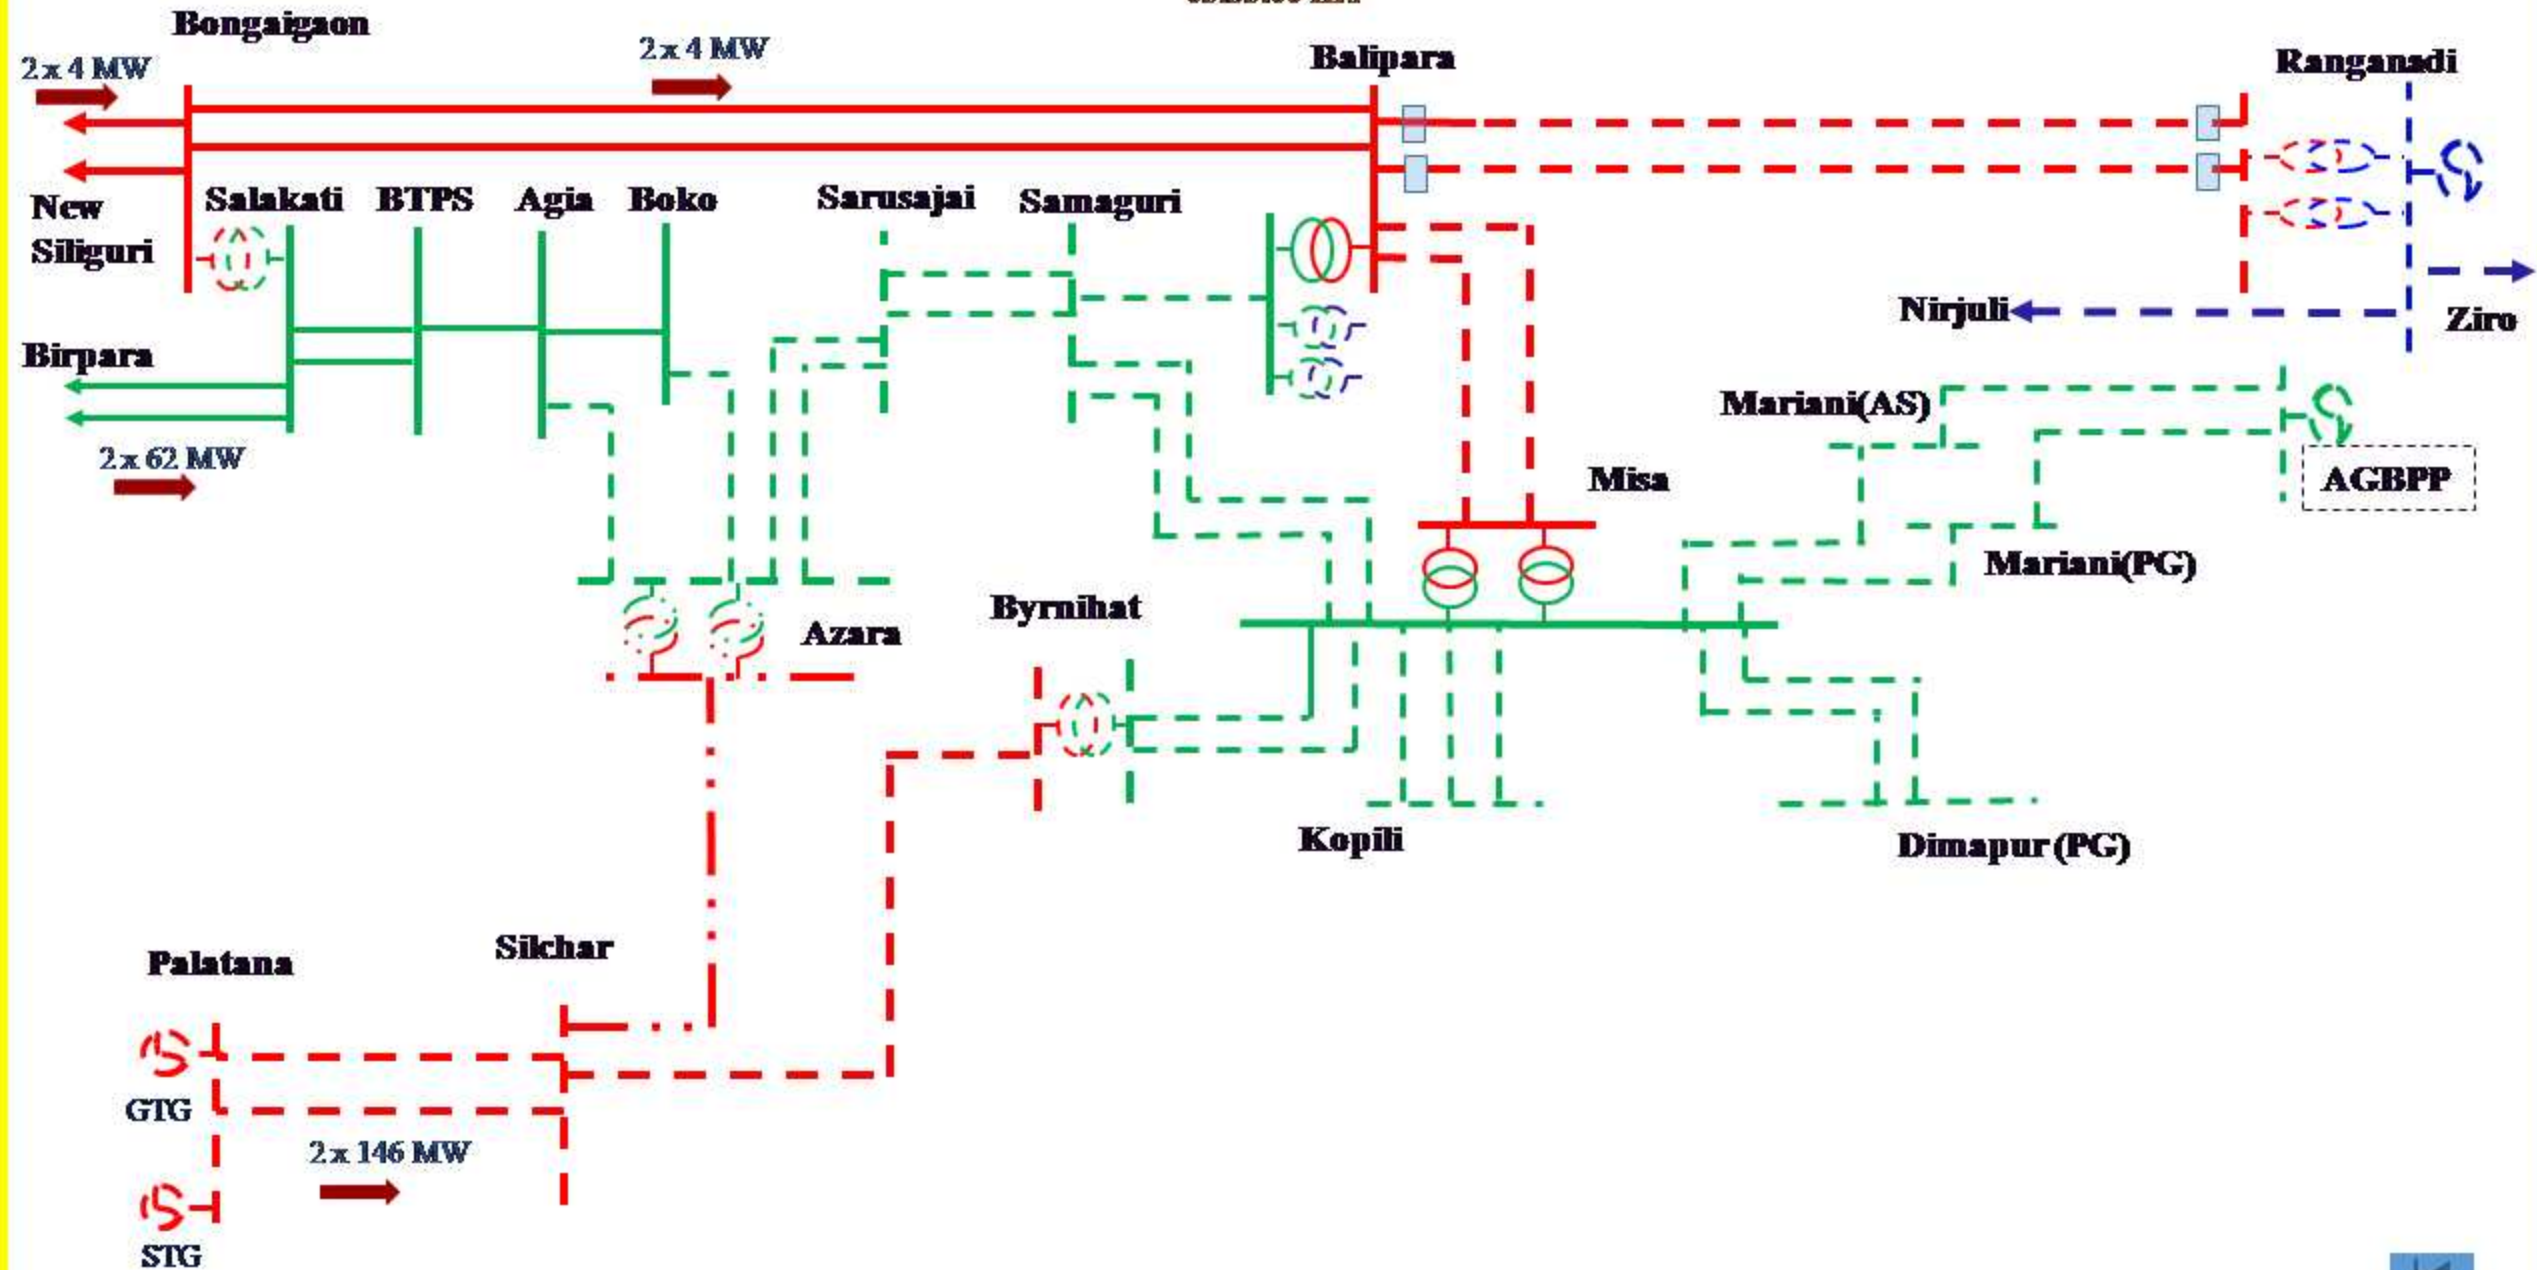 Bongaigaon
2 x 4 MW
2 x 4 MW
Balipara
Ranganadi
New
Siliguri
Salakati
BTPS
Agia
Boko
Sarusajai
Samaguri
Nirjuli
Ziro
Birpara
Mariani(AS)
2 x 62 MW
Misa
AGBPP
Mariani(PG)
Byrnihat
Azara
Kopili
Dimapur (PG)
Silchar
Palatana
GTG
2 x 146 MW
STG